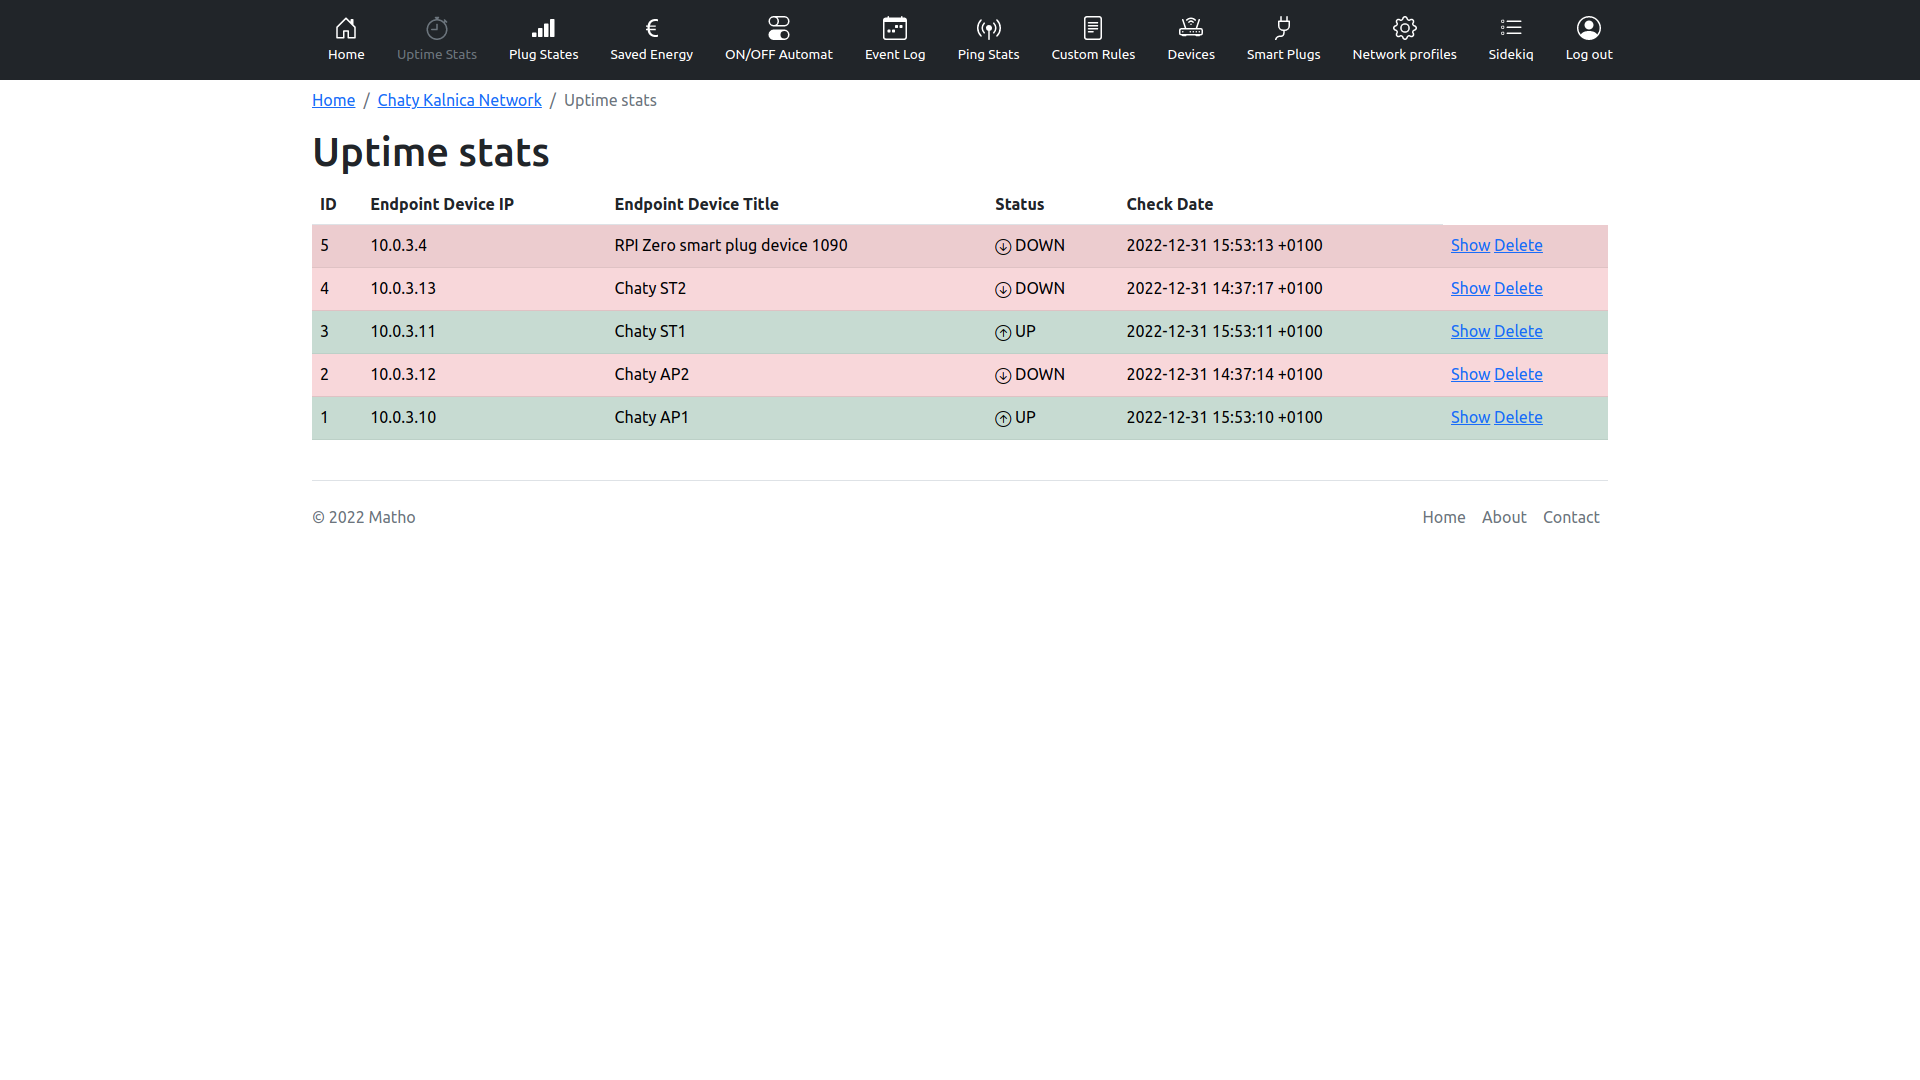 Home Uptime Stats Plug States Saved Energy ON/OFF Automat Event Log Ping Stats Custom Rules Devices Smart Plugs Network profiles Sidekiq Log out
Home / Chaty Kalnica Network / Uptime stats
Uptime stats
ID Endpoint Device IP Endpoint Device Title Status Check Date
5 10.0.3.4 RPI Zero smart plug device 1090 DOWN 2022-12-31 15:53:13 +0100 Show Delete
4 10.0.3.13 Chaty ST2 DOWN 2022-12-31 14:37:17 +0100 Show Delete
3 10.0.3.11 Chaty ST1 UP 2022-12-31 15:53:11 +0100 Show Delete
2 10.0.3.12 Chaty AP2 DOWN 2022-12-31 14:37:14 +0100 Show Delete
1 10.0.3.10 Chaty AP1 UP 2022-12-31 15:53:10 +0100 Show Delete
© 2022 Matho Home About Contact